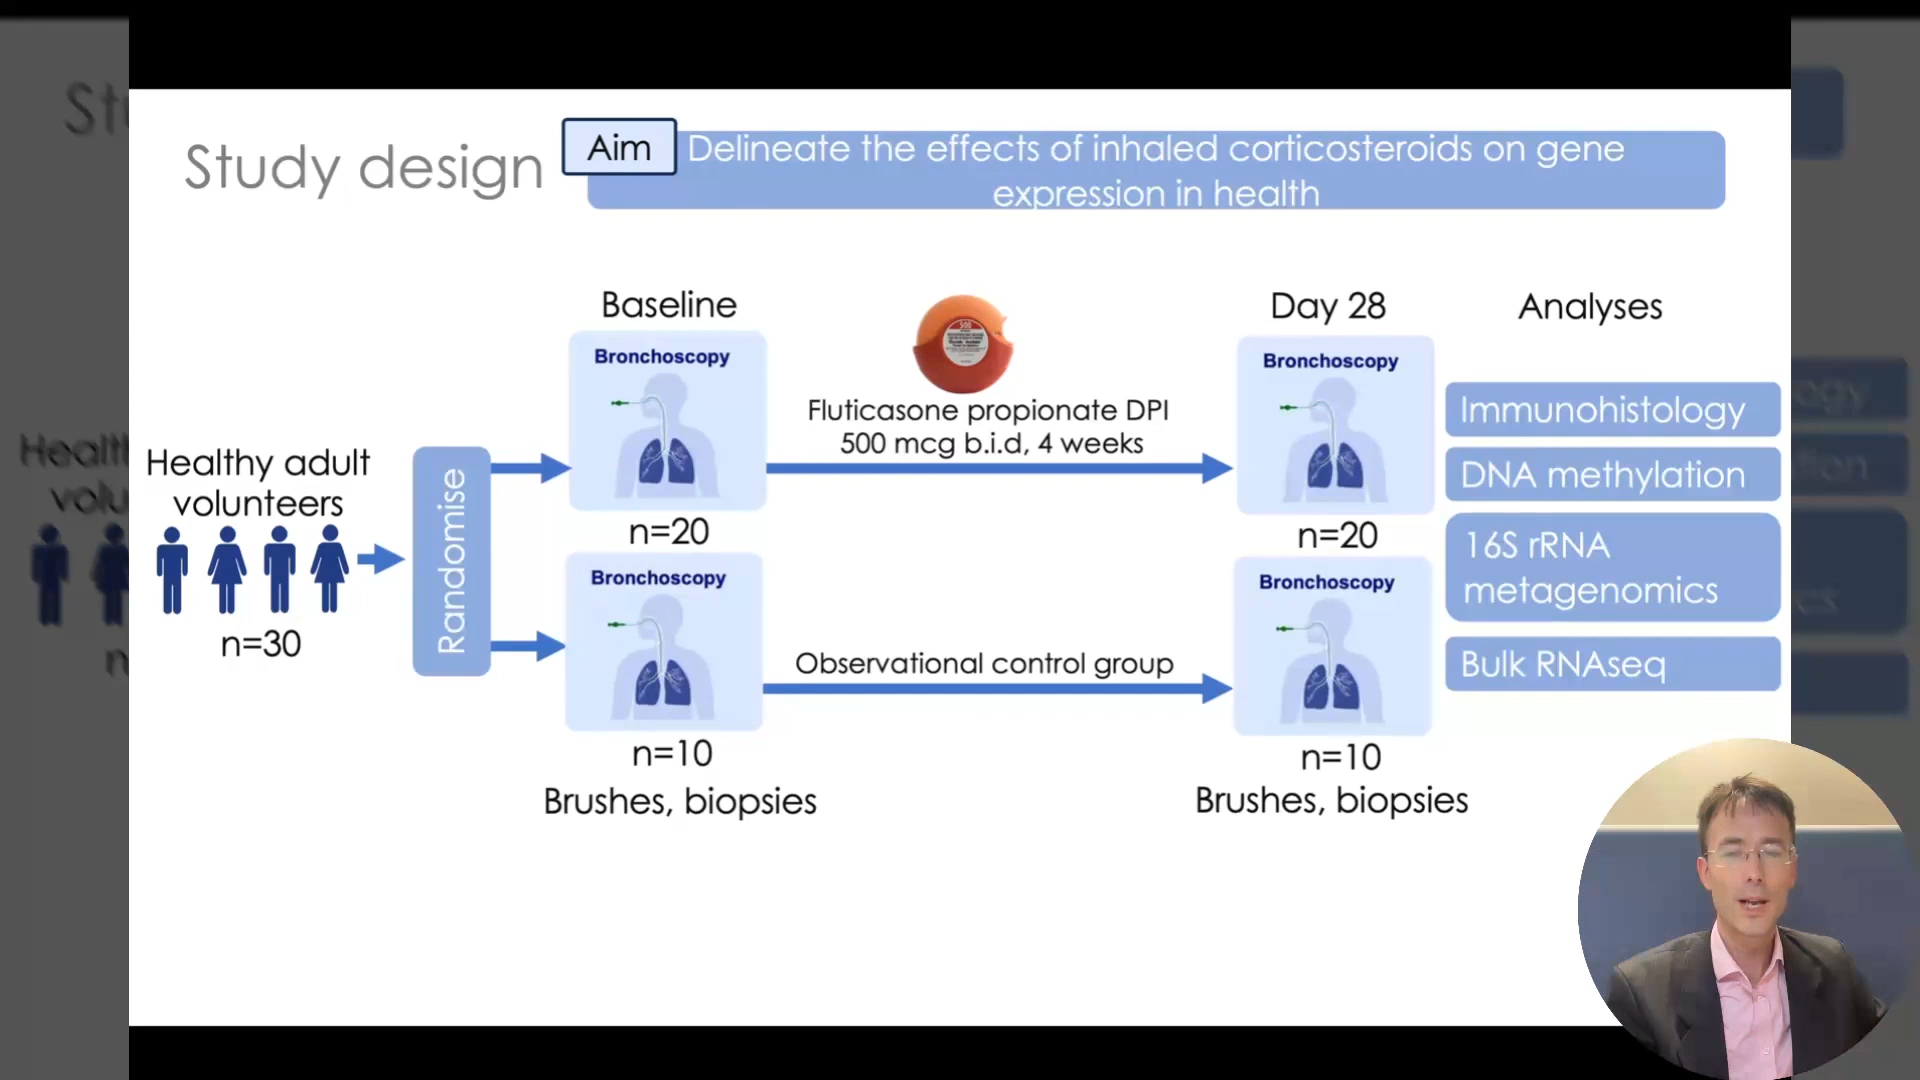 Study design
Aim
Delineate the effects of inhaled corticosteroids on gene
expression in health
Healthy adult
volunteers
n=30
Randomise
Baseline
Bronchoscopy
n=20
Bronchoscopy
n=10
Brushes, biopsies
500
Fluticasone propionate DPI
500 mcg b.i.d, 4 weeks
Observational control group
Day 28
Bronchoscopy
n=20
Bronchoscopy
n=10
Brushes, biopsies
Analyses
Immunohistology
DNA methylation
16S rRNA
metagenomics
Bulk RNAseq